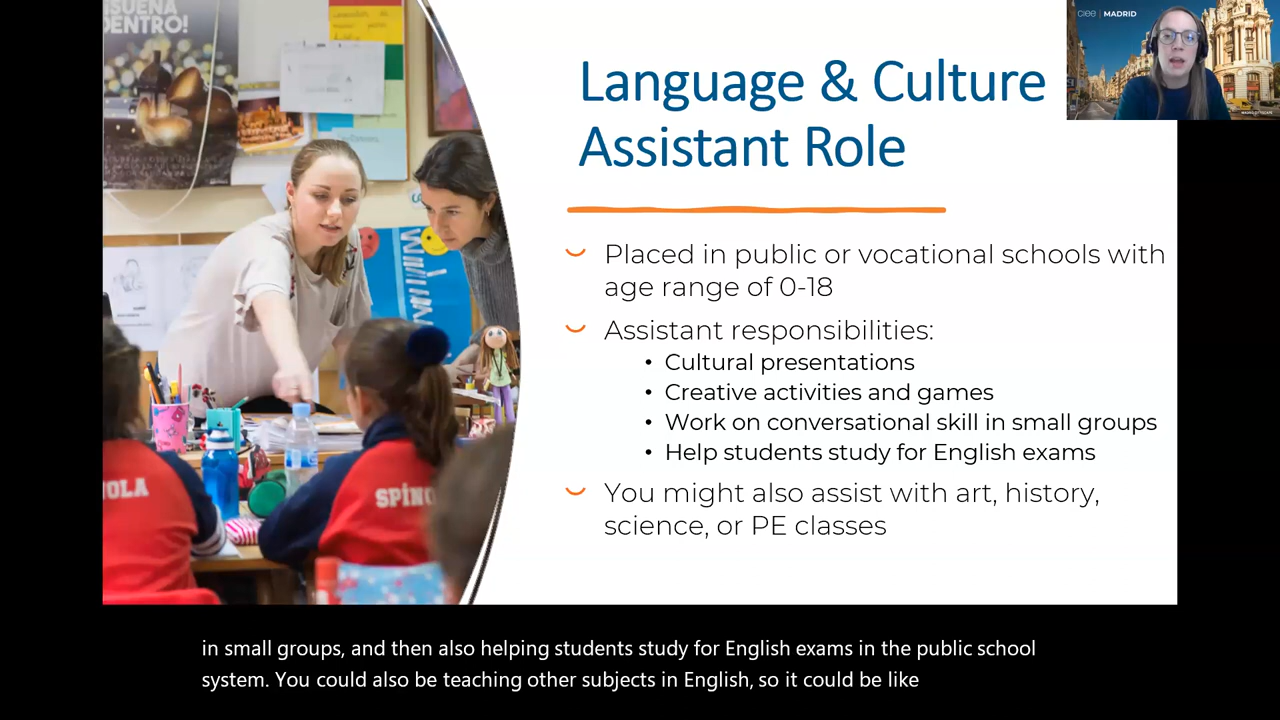 ¡SUEÑA
DENTRO!
ciee | MADRID
Language & Culture
Assistant Role
Placed in public or vocational schools with
age range of 0-18
Assistant responsibilities:
• Cultural presentations
• Creative activities and games
• Work on conversational skill in small groups
• Help students study for English exams
You might also assist with art, history,
science, or PE classes
OLA
SPÍNO
in small groups, and then also helping students study for English exams in the public school
system. You could also be teaching other subjects in English, so it could be like